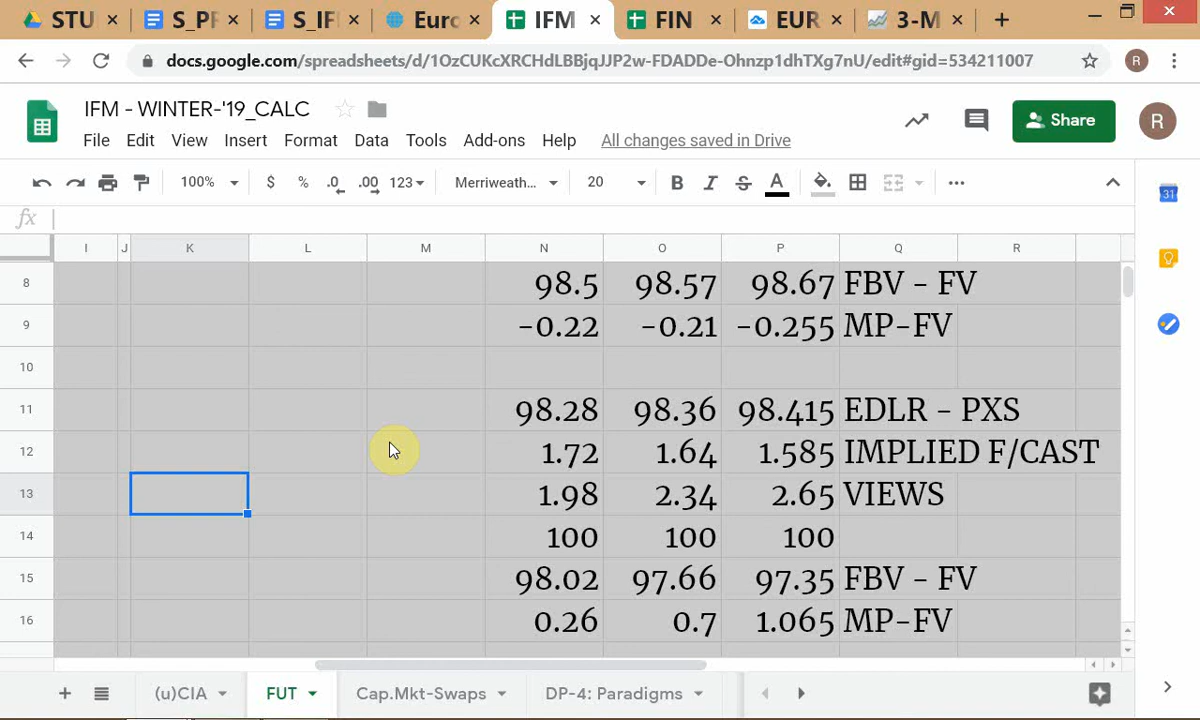 STU S_PF S_IF Euro IFM FIN EUR 3-M
docs.google.com/spreadsheets/d/1OzCUKcXRCHdLBBjqJJP2w-FDADDe-Ohnzp1dhTXg7nU/edit#gid=534211007 R
IFM - WINTER-'19_CALC
File Edit View Insert Format Data Tools Add-ons Help All changes saved in Drive
Share R
100% $ % .0 .00 123 Merriweath... 20 B I S A
31
fx
I J K L M N O P Q R
8 98.5 98.57 98.67 FBV - FV
9 -0.22 -0.21 -0.255 MP-FV
10
11 98.28 98.36 98.415 EDLR - PXS
12 1.72 1.64 1.585 IMPLIED F/CAST
13 1.98 2.34 2.65 VIEWS
14 100 100 100
15 98.02 97.66 97.35 FBV - FV
16 0.26 0.7 1.065 MP-FV
(u)CIA FUT Cap.Mkt-Swaps DP-4: Paradigms